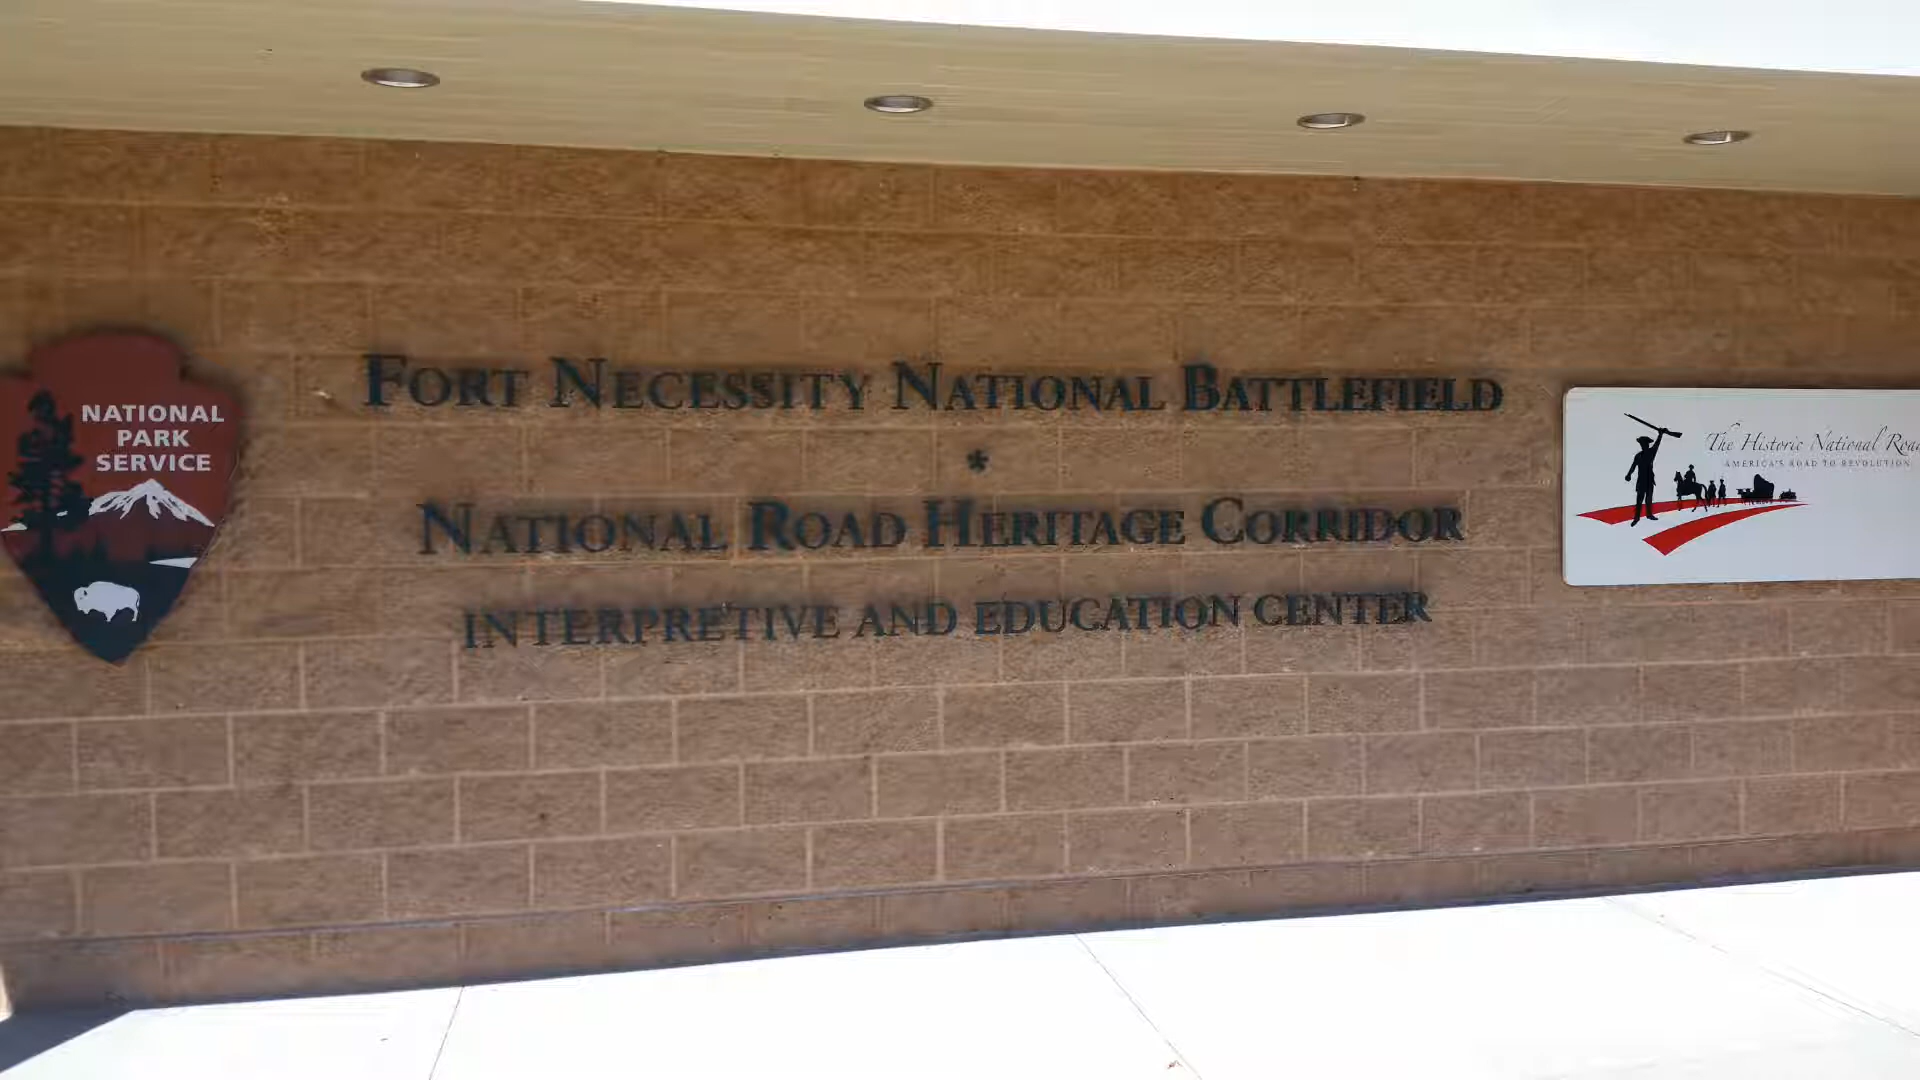 NATIONAL
PARK
SERVICE
FORT NECESSITY NATIONAL BATTLEFIELD
*
NATIONAL ROAD HERITAGE CORRIDOR
INTERPRETIVE AND EDUCATION CENTER
The Historic National Road
AMERICA'S ROAD TO REVOLUTION